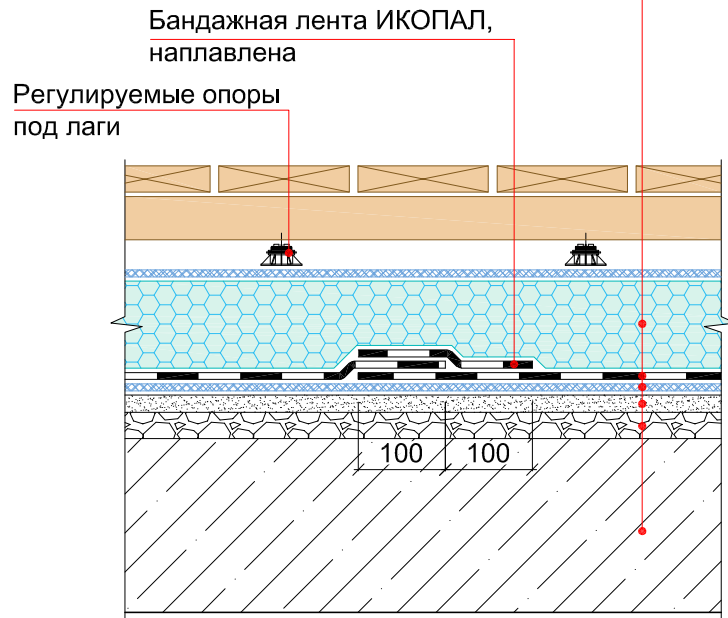 Бандажная лента ИКОПАЛ,
наплавлена
Регулируемые опоры
под лаги
100 100